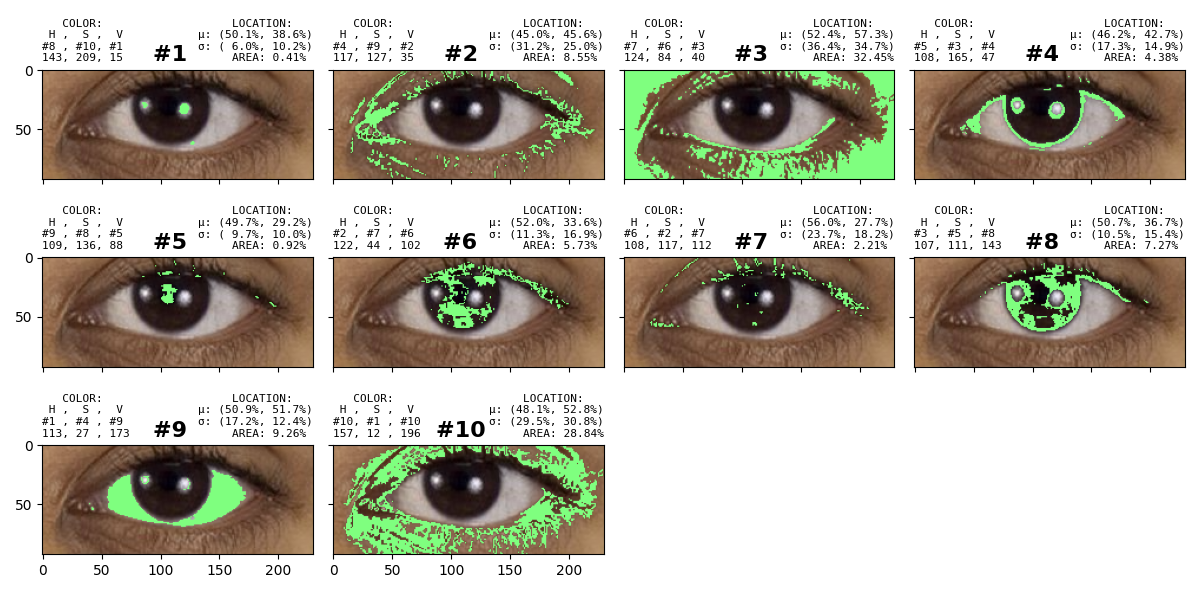 COLOR: LOCATION:
H , S , V μ: (50.1%, 38.6%)
#8 , #10, #1 σ: ( 6.0%, 10.2%)
143, 209, 15 #1 AREA: 0.41%
COLOR: LOCATION:
H , S , V μ: (45.0%, 45.6%)
#4 , #9 , #2 σ: (31.2%, 25.0%)
117, 127, 35 #2 AREA: 8.55%
COLOR: LOCATION:
H , S , V μ: (52.4%, 57.3%)
#7 , #6 , #3 σ: (36.4%, 34.7%)
124, 84 , 40 #3 AREA: 32.45%
COLOR: LOCATION:
H , S , V μ: (46.2%, 42.7%)
#5 , #3 , #4 σ: (17.3%, 14.9%)
108, 165, 47 #4 AREA: 4.38%
0
50
COLOR: LOCATION:
H , S , V μ: (49.7%, 29.2%)
#9 , #8 , #5 σ: ( 9.7%, 10.0%)
109, 136, 88 #5 AREA: 0.92%
COLOR: LOCATION:
H , S , V μ: (52.0%, 33.6%)
#2 , #7 , #6 σ: (11.3%, 16.9%)
122, 44 , 102 #6 AREA: 5.73%
COLOR: LOCATION:
H , S , V μ: (56.0%, 27.7%)
#6 , #2 , #7 σ: (23.7%, 18.2%)
108, 117, 112 #7 AREA: 2.21%
COLOR: LOCATION:
H , S , V μ: (50.7%, 36.7%)
#3 , #5 , #8 σ: (10.5%, 15.4%)
107, 111, 143 #8 AREA: 7.27%
0
50
COLOR: LOCATION:
H , S , V μ: (50.9%, 51.7%)
#1 , #4 , #9 σ: (17.2%, 12.4%)
113, 27 , 173 #9 AREA: 9.26%
COLOR: LOCATION:
H , S , V μ: (48.1%, 52.8%)
#10, #1 , #10 σ: (29.5%, 30.8%)
157, 12 , 196 #10 AREA: 28.84%
0
50
0 50 100 150 200
0 50 100 150 200